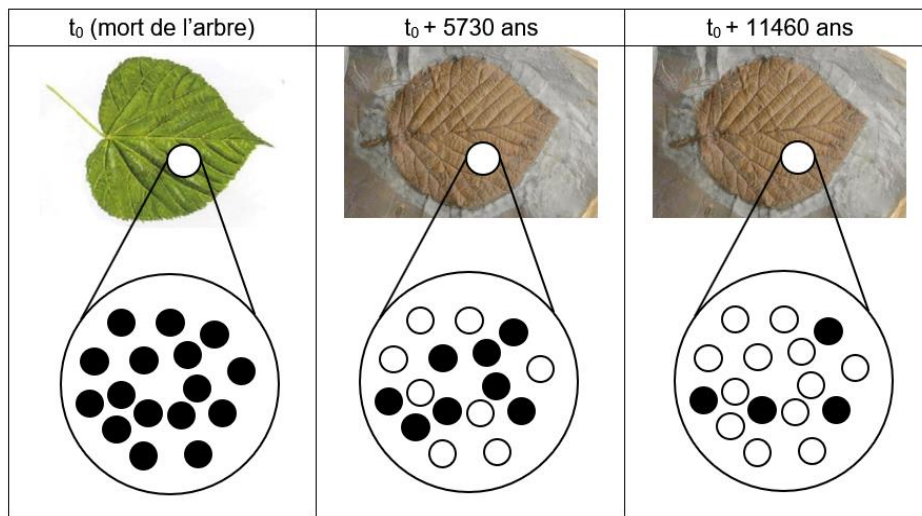 t₀ (mort de l'arbre)
t₀ + 5730 ans
t₀ + 11460 ans